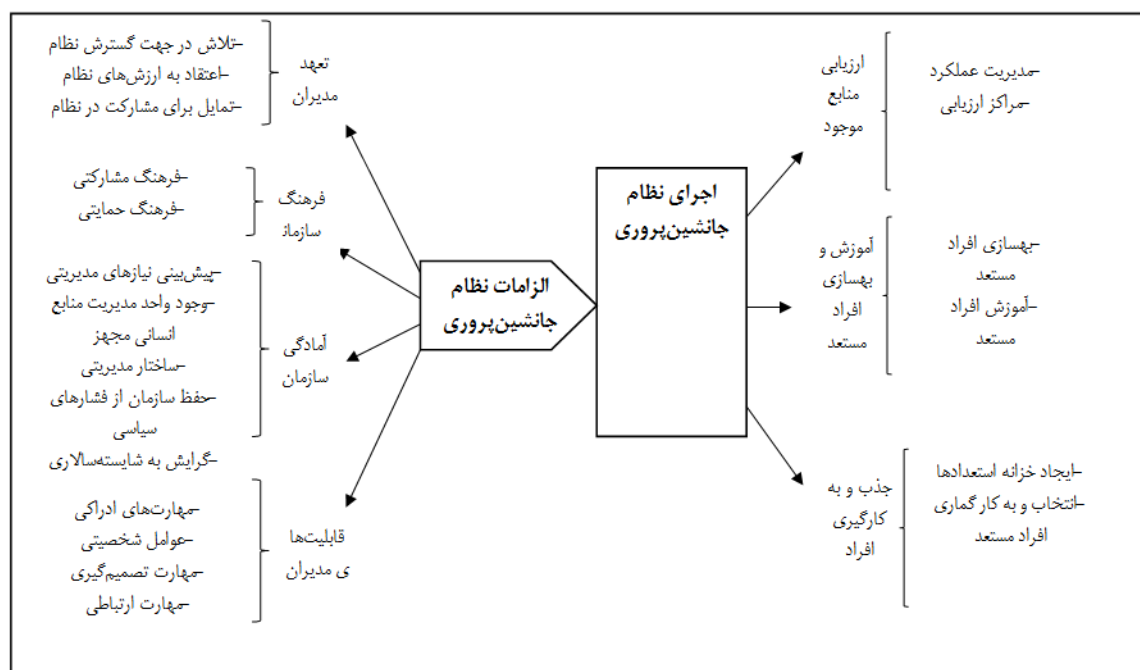 ارزیابی
منابع
موجود
-مدیریت عملکرد
-مراکز ارزیابی
آموزش و
بهسازی
افراد
مستعد
-بهسازی افراد
مستعد
-آموزش افراد
مستعد
جذب و به
کارگیری
افراد
-ایجاد خزانه استعدادها
-انتخاب و به کار گماری
افراد مستعد
اجرای نظام
جانشین‌پروری
الزامات نظام
جانشین‌پروری
تعهد
مدیران
-تلاش در جهت گسترش نظام
-اعتقاد به ارزش‌های نظام
-تمایل برای مشارکت در نظام
فرهنگ
سازماند
-فرهنگ مشارکتی
-فرهنگ حمایتی
آمادگی
سازمان
-پیش‌بینی نیازهای مدیریتی
-وجود واحد مدیریت منابع
انسانی مجهز
-ساختار مدیریتی
-حفظ سازمان از فشارهای
سیاسی
-گرایش به شایسته‌سالاری
قابلیت‌ها
ی مدیران
-مهارت‌های ادراکی
-عوامل شخصیتی
-مهارت تصمیم‌گیری
-مهارت ارتباطی